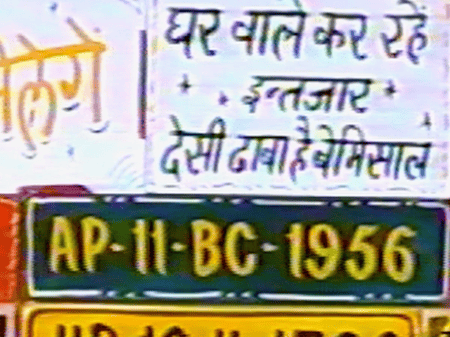 घर वाले कर रहें
इन्तजार
देसी ढाबा है बेमिसाल
AP-11-BC-1956